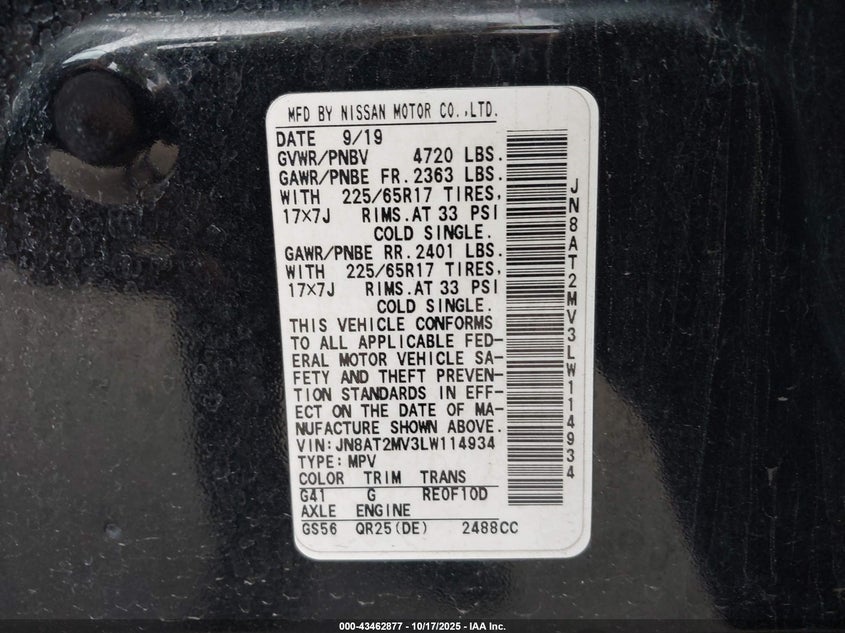 MFD BY NISSAN MOTOR CO.,LTD.
DATE 9/19
GVWR/PNBV 4720 LBS.
GAWR/PNBE FR. 2363 LBS.
WITH 225/65R17 TIRES,
17×7J RIMS.AT 33 PSI
COLD SINGLE.
GAWR/PNBE RR. 2401 LBS.
WITH 225/65R17 TIRES,
17×7J RIMS.AT 33 PSI
COLD SINGLE.
THIS VEHICLE CONFORMS
TO ALL APPLICABLE FED-
ERAL MOTOR VEHICLE SA-
FETY AND THEFT PREVEN-
TION STANDARDS IN EFF-
ECT ON THE DATE OF MA-
NUFACTURE SHOWN ABOVE.
VIN:JN8AT2MV3LW114934
TYPE:MPV
COLOR TRIM TRANS
G41 G RE0F10D
AXLE ENGINE
GS56 QR25(DE) 2488CC
JN8AT2MV3LW114934
000-43462877 - 10/17/2025 - IAA Inc.